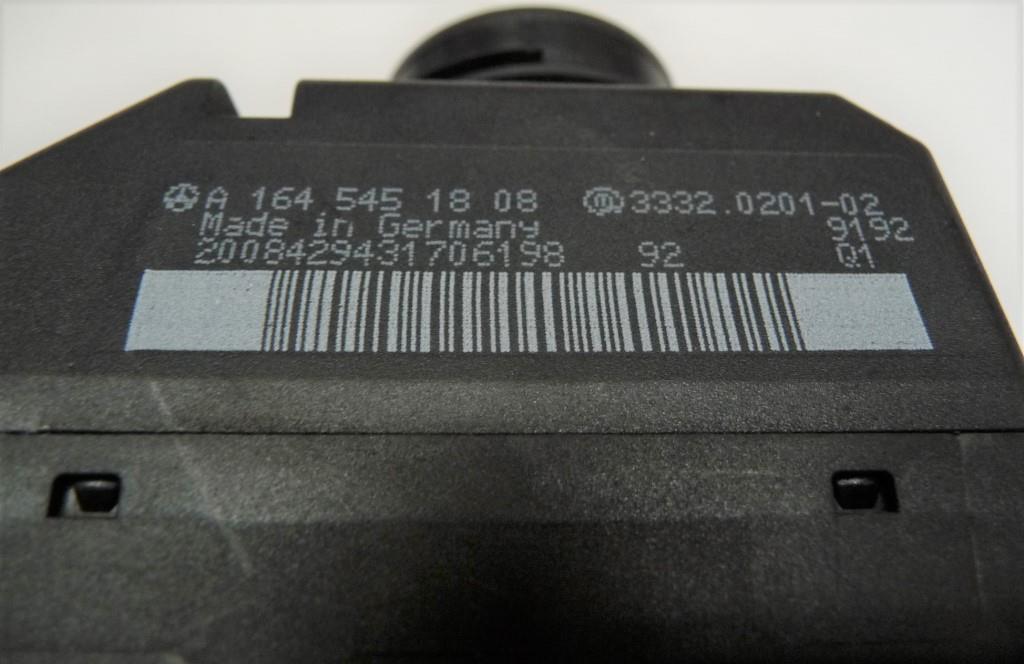 A 164 545 18 08 3332.0201-02
Made in Germany 9192
2008429431706198 92 Q1